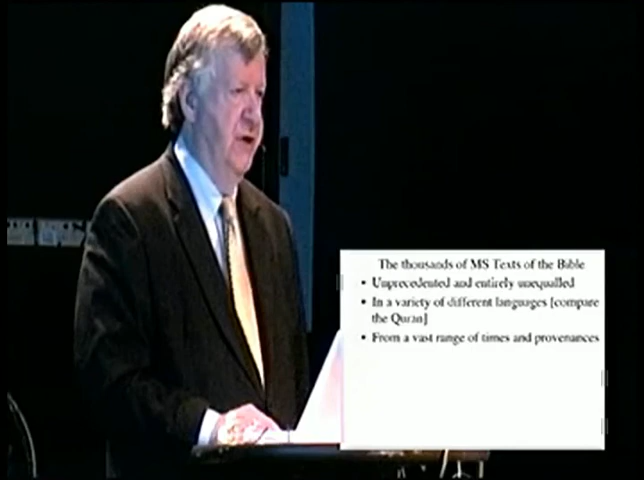 The thousands of MS Texts of the Bible
• Unprecedented and entirely unequalled
• In a variety of different languages [compare
the Quran]
• From a vast range of times and provenances